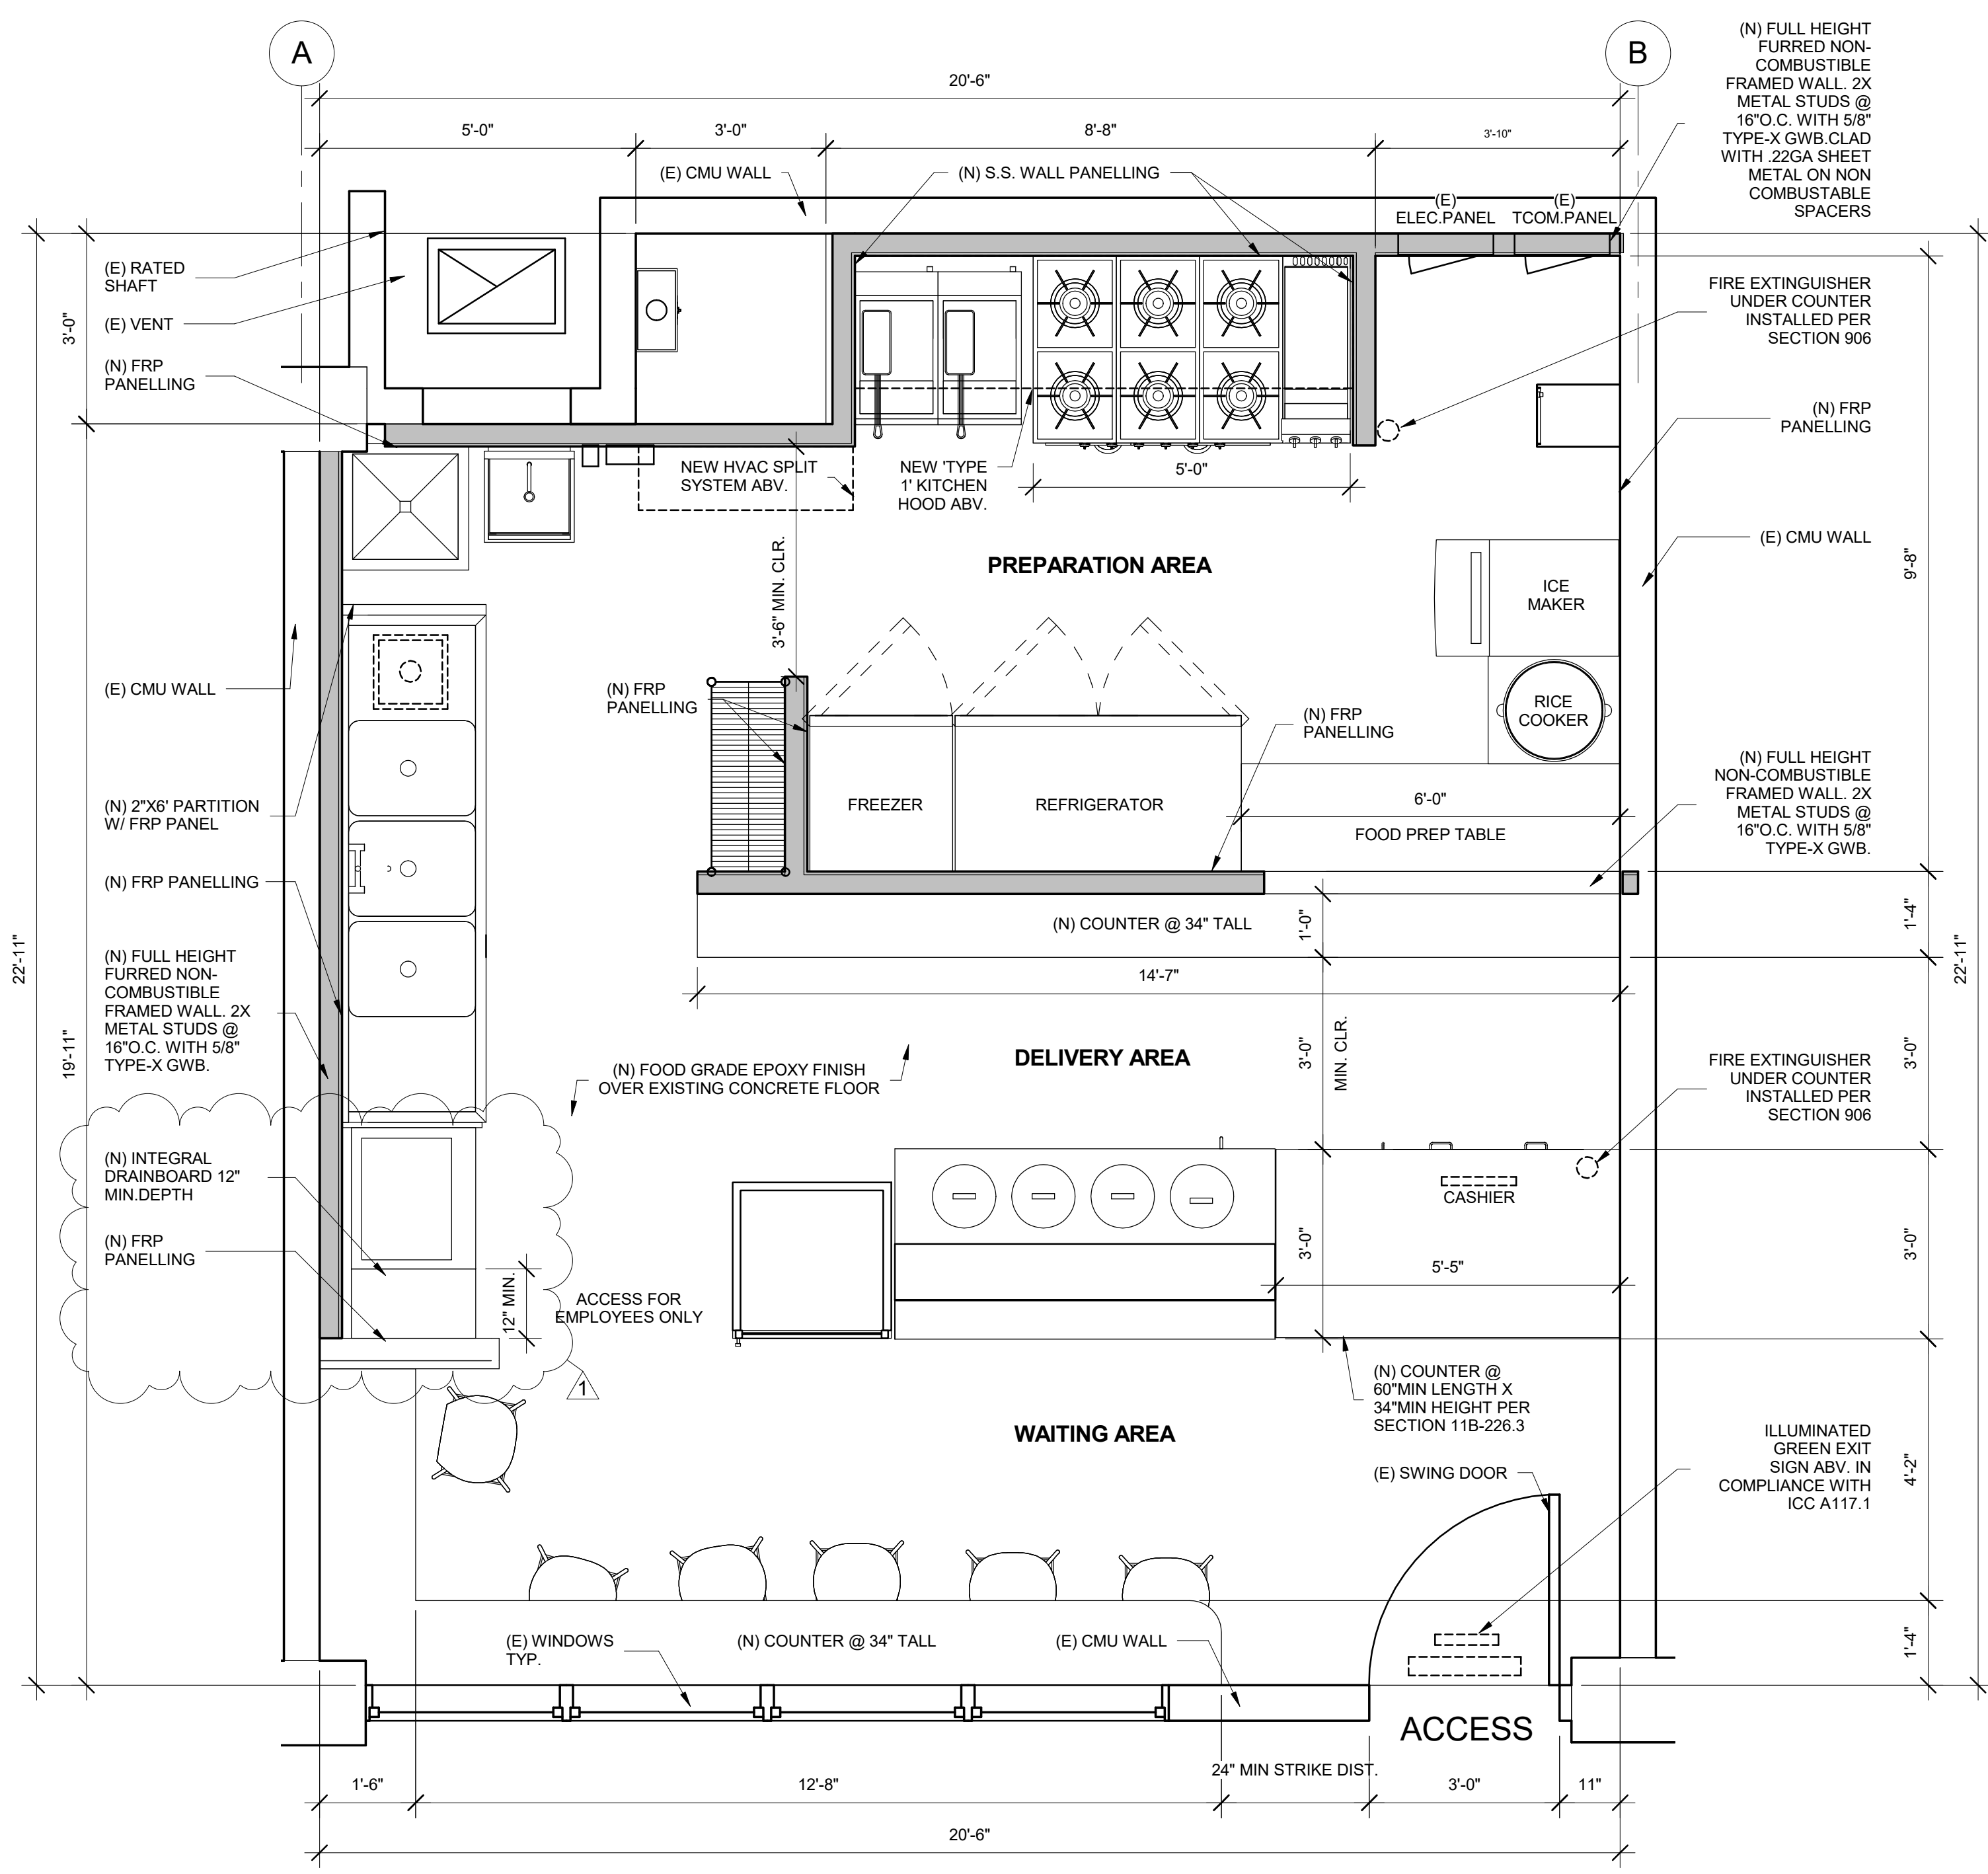 A
B
20'-6"
5'-0"
3'-0"
8'-8"
3'-10"
(N) FULL HEIGHT
FURRED NON-
COMBUSTIBLE
FRAMED WALL. 2X
METAL STUDS @
16"O.C. WITH 5/8"
TYPE-X GWB.CLAD
WITH .22GA SHEET
METAL ON NON
COMBUSTABLE
SPACERS
(E) CMU WALL
(N) S.S. WALL PANELLING
(E)
ELEC.PANEL
(E)
TCOM.PANEL
(E) RATED
SHAFT
(E) VENT
(N) FRP
PANELLING
3'-0"
FIRE EXTINGUISHER
UNDER COUNTER
INSTALLED PER
SECTION 906
(N) FRP
PANELLING
NEW HVAC SPLIT
SYSTEM ABV.
NEW 'TYPE
1' KITCHEN
HOOD ABV.
5'-0"
3'-6" MIN. CLR.
PREPARATION AREA
(E) CMU WALL
9'-8"
ICE
MAKER
RICE
COOKER
(E) CMU WALL
(N) FRP
PANELLING
(N) FRP
PANELLING
(N) 2"X6' PARTITION
W/ FRP PANEL
FREEZER
REFRIGERATOR
6'-0"
FOOD PREP TABLE
(N) FULL HEIGHT
NON-COMBUSTIBLE
FRAMED WALL. 2X
METAL STUDS @
16"O.C. WITH 5/8"
TYPE-X GWB.
(N) FRP PANELLING
(N) COUNTER @ 34" TALL
1'-0"
1'-4"
22'-11"
22'-11"
14'-7"
(N) FULL HEIGHT
FURRED NON-
COMBUSTIBLE
FRAMED WALL. 2X
METAL STUDS @
16"O.C. WITH 5/8"
TYPE-X GWB.
19'-11"
(N) FOOD GRADE EPOXY FINISH
OVER EXISTING CONCRETE FLOOR
DELIVERY AREA
3'-0"
MIN. CLR.
3'-0"
FIRE EXTINGUISHER
UNDER COUNTER
INSTALLED PER
SECTION 906
(N) INTEGRAL
DRAINBOARD 12"
MIN.DEPTH
(N) FRP
PANELLING
12" MIN.
ACCESS FOR
EMPLOYEES ONLY
1
CASHIER
3'-0"
3'-0"
5'-5"
(N) COUNTER @
60"MIN LENGTH X
34"MIN HEIGHT PER
SECTION 11B-226.3
WAITING AREA
(E) SWING DOOR
ILLUMINATED
GREEN EXIT
SIGN ABV. IN
COMPLIANCE WITH
ICC A117.1
4'-2"
(E) WINDOWS
TYP.
(N) COUNTER @ 34" TALL
(E) CMU WALL
1'-4"
ACCESS
1'-6"
12'-8"
24" MIN STRIKE DIST.
3'-0"
11"
20'-6"